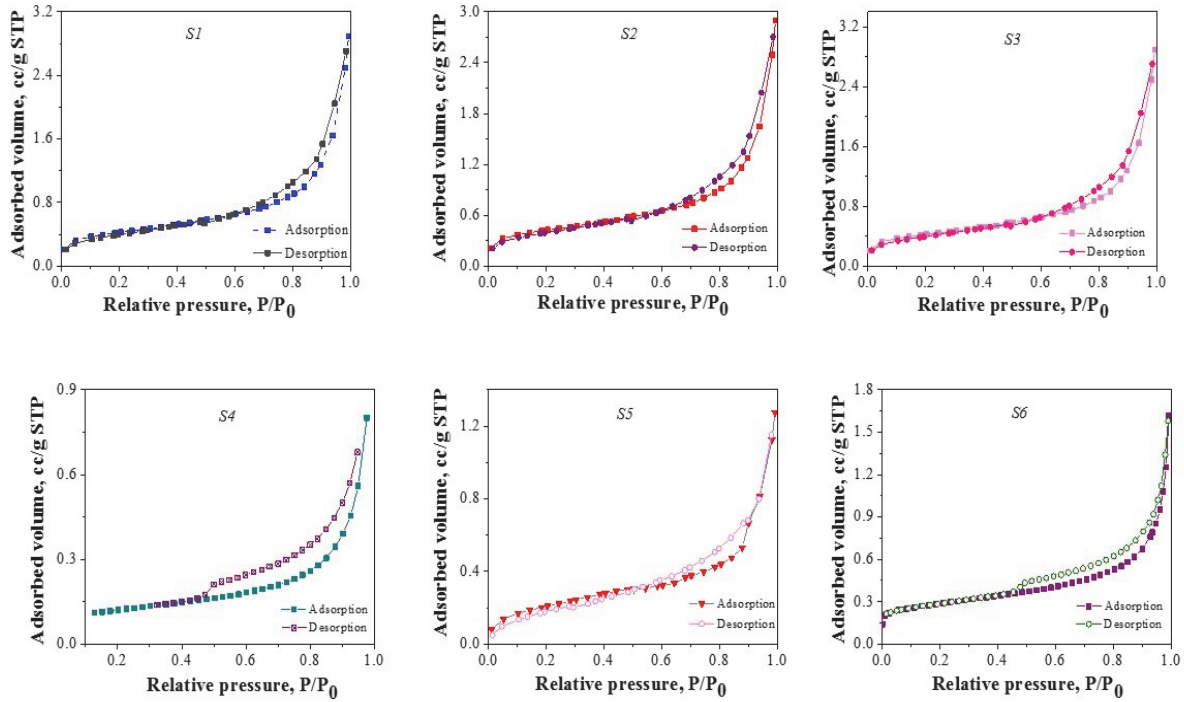 S1
Adsorbed volume, cc/g STP
3.2
2.4
1.6
0.8
0.0
0.0 0.2 0.4 0.6 0.8 1.0
Relative pressure, P/P0
Adsorption
Desorption
S2
Adsorbed volume, cc/g STP
3.0
2.4
1.8
1.2
0.6
0.0
0.0 0.2 0.4 0.6 0.8 1.0
Relative pressure, P/P0
Adsorption
Desorption
S3
Adsorbed volume, cc/g STP
3.2
2.4
1.6
0.8
0.0
0.0 0.2 0.4 0.6 0.8 1.0
Relative pressure, P/P0
Adsorption
Desorption
S4
Adsorbed volume, cc/g STP
0.9
0.6
0.3
0.0
0.2 0.4 0.6 0.8 1.0
Relative pressure, P/P0
Adsorption
Desorption
S5
Adsorbed volume, cc/g STP
1.2
0.8
0.4
0.0
0.0 0.2 0.4 0.6 0.8 1.0
Relative pressure, P/P0
Adsorption
Desorption
S6
Adsorbed volume, cc/g STP
1.8
1.5
1.2
0.9
0.6
0.3
0.0
0.0 0.2 0.4 0.6 0.8 1.0
Relative pressure, P/P0
Adsorption
Desorption